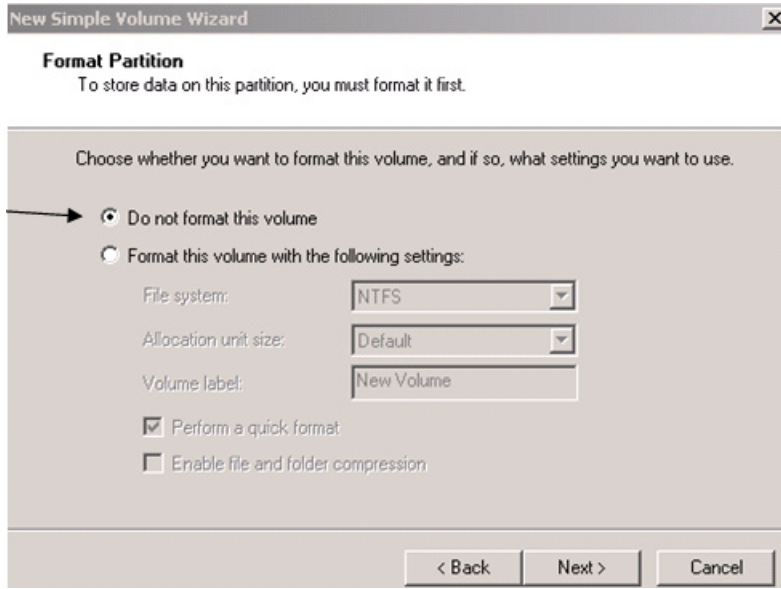 New Simple Volume Wizard
Format Partition
To store data on this partition, you must format it first.
Choose whether you want to format this volume, and if so, what settings you want to use.
Do not format this volume
Format this volume with the following settings:
File system: NTFS
Allocation unit size: Default
Volume label: New Volume
Perform a quick format
Enable file and folder compression
< Back Next > Cancel